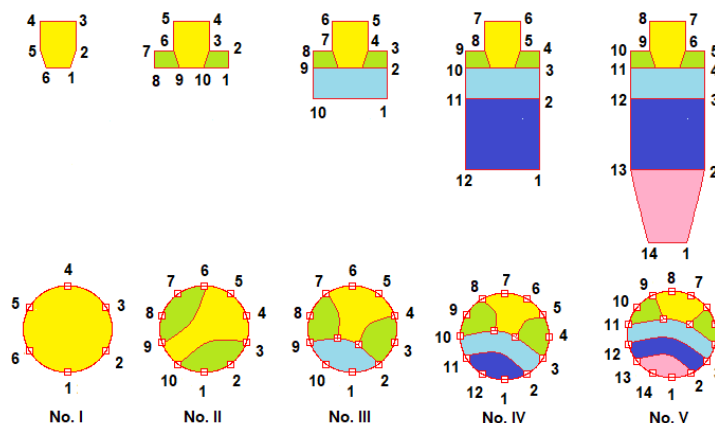 4 3 5 4 6 5 7 6 8 7
5 2 7 6 3 2 8 7 4 3 9 8 5 4 10 9 6 5
6 1 8 9 10 1 9 2 10 3 11 4
10 1 11 2 12 3
12 1 13 2
14 1
4 7 6 5 7 6 5 8 7 6 9 8 7
5 3 8 4 8 4 9 5 10
6 2 9 3 9 3 10 4 11
10 2 10 2 11 3 12 3
1 1 1 12 2 13 2
1 14 1
No. I No. II No. III No. IV No. V